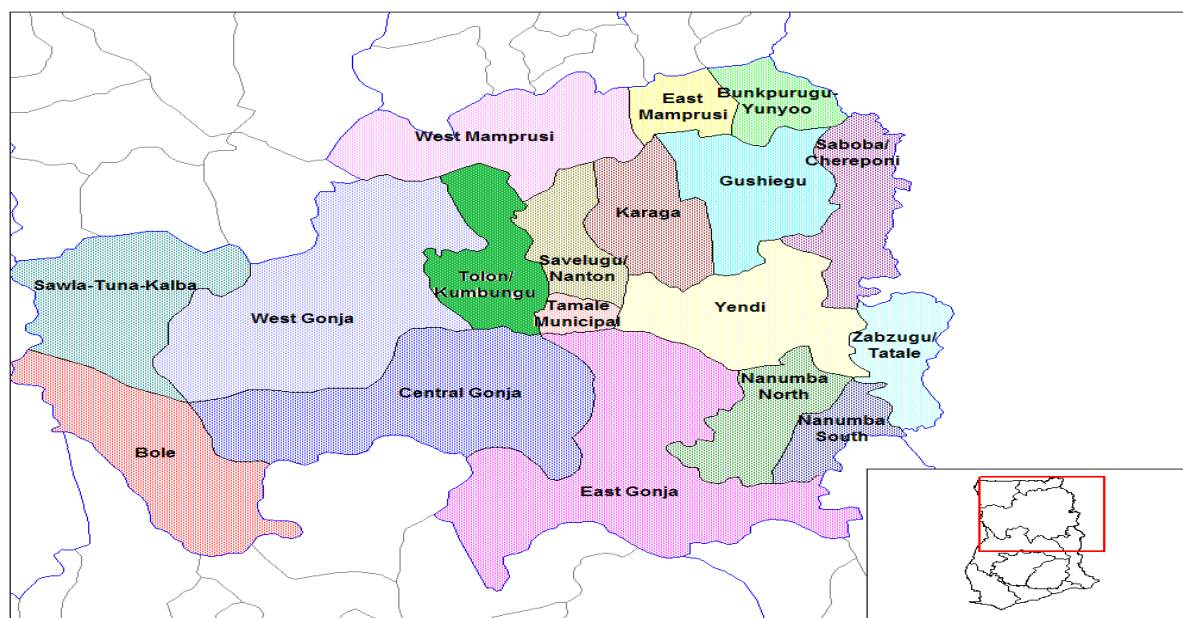 East
Mamprusi
Bunkpurugu-
Yunyoo
West Mamprusi
Saboba/
Chereponi
Gushiegu
Karaga
Savelugu/
Nanton
Tolon/
Kumbungu
Sawla-Tuna-Kalba
West Gonja
Tamale
Municipal
Yendi
Zabzugu/
Tatale
Central Gonja
Nanumba
North
Nanumba
South
Bole
East Gonja